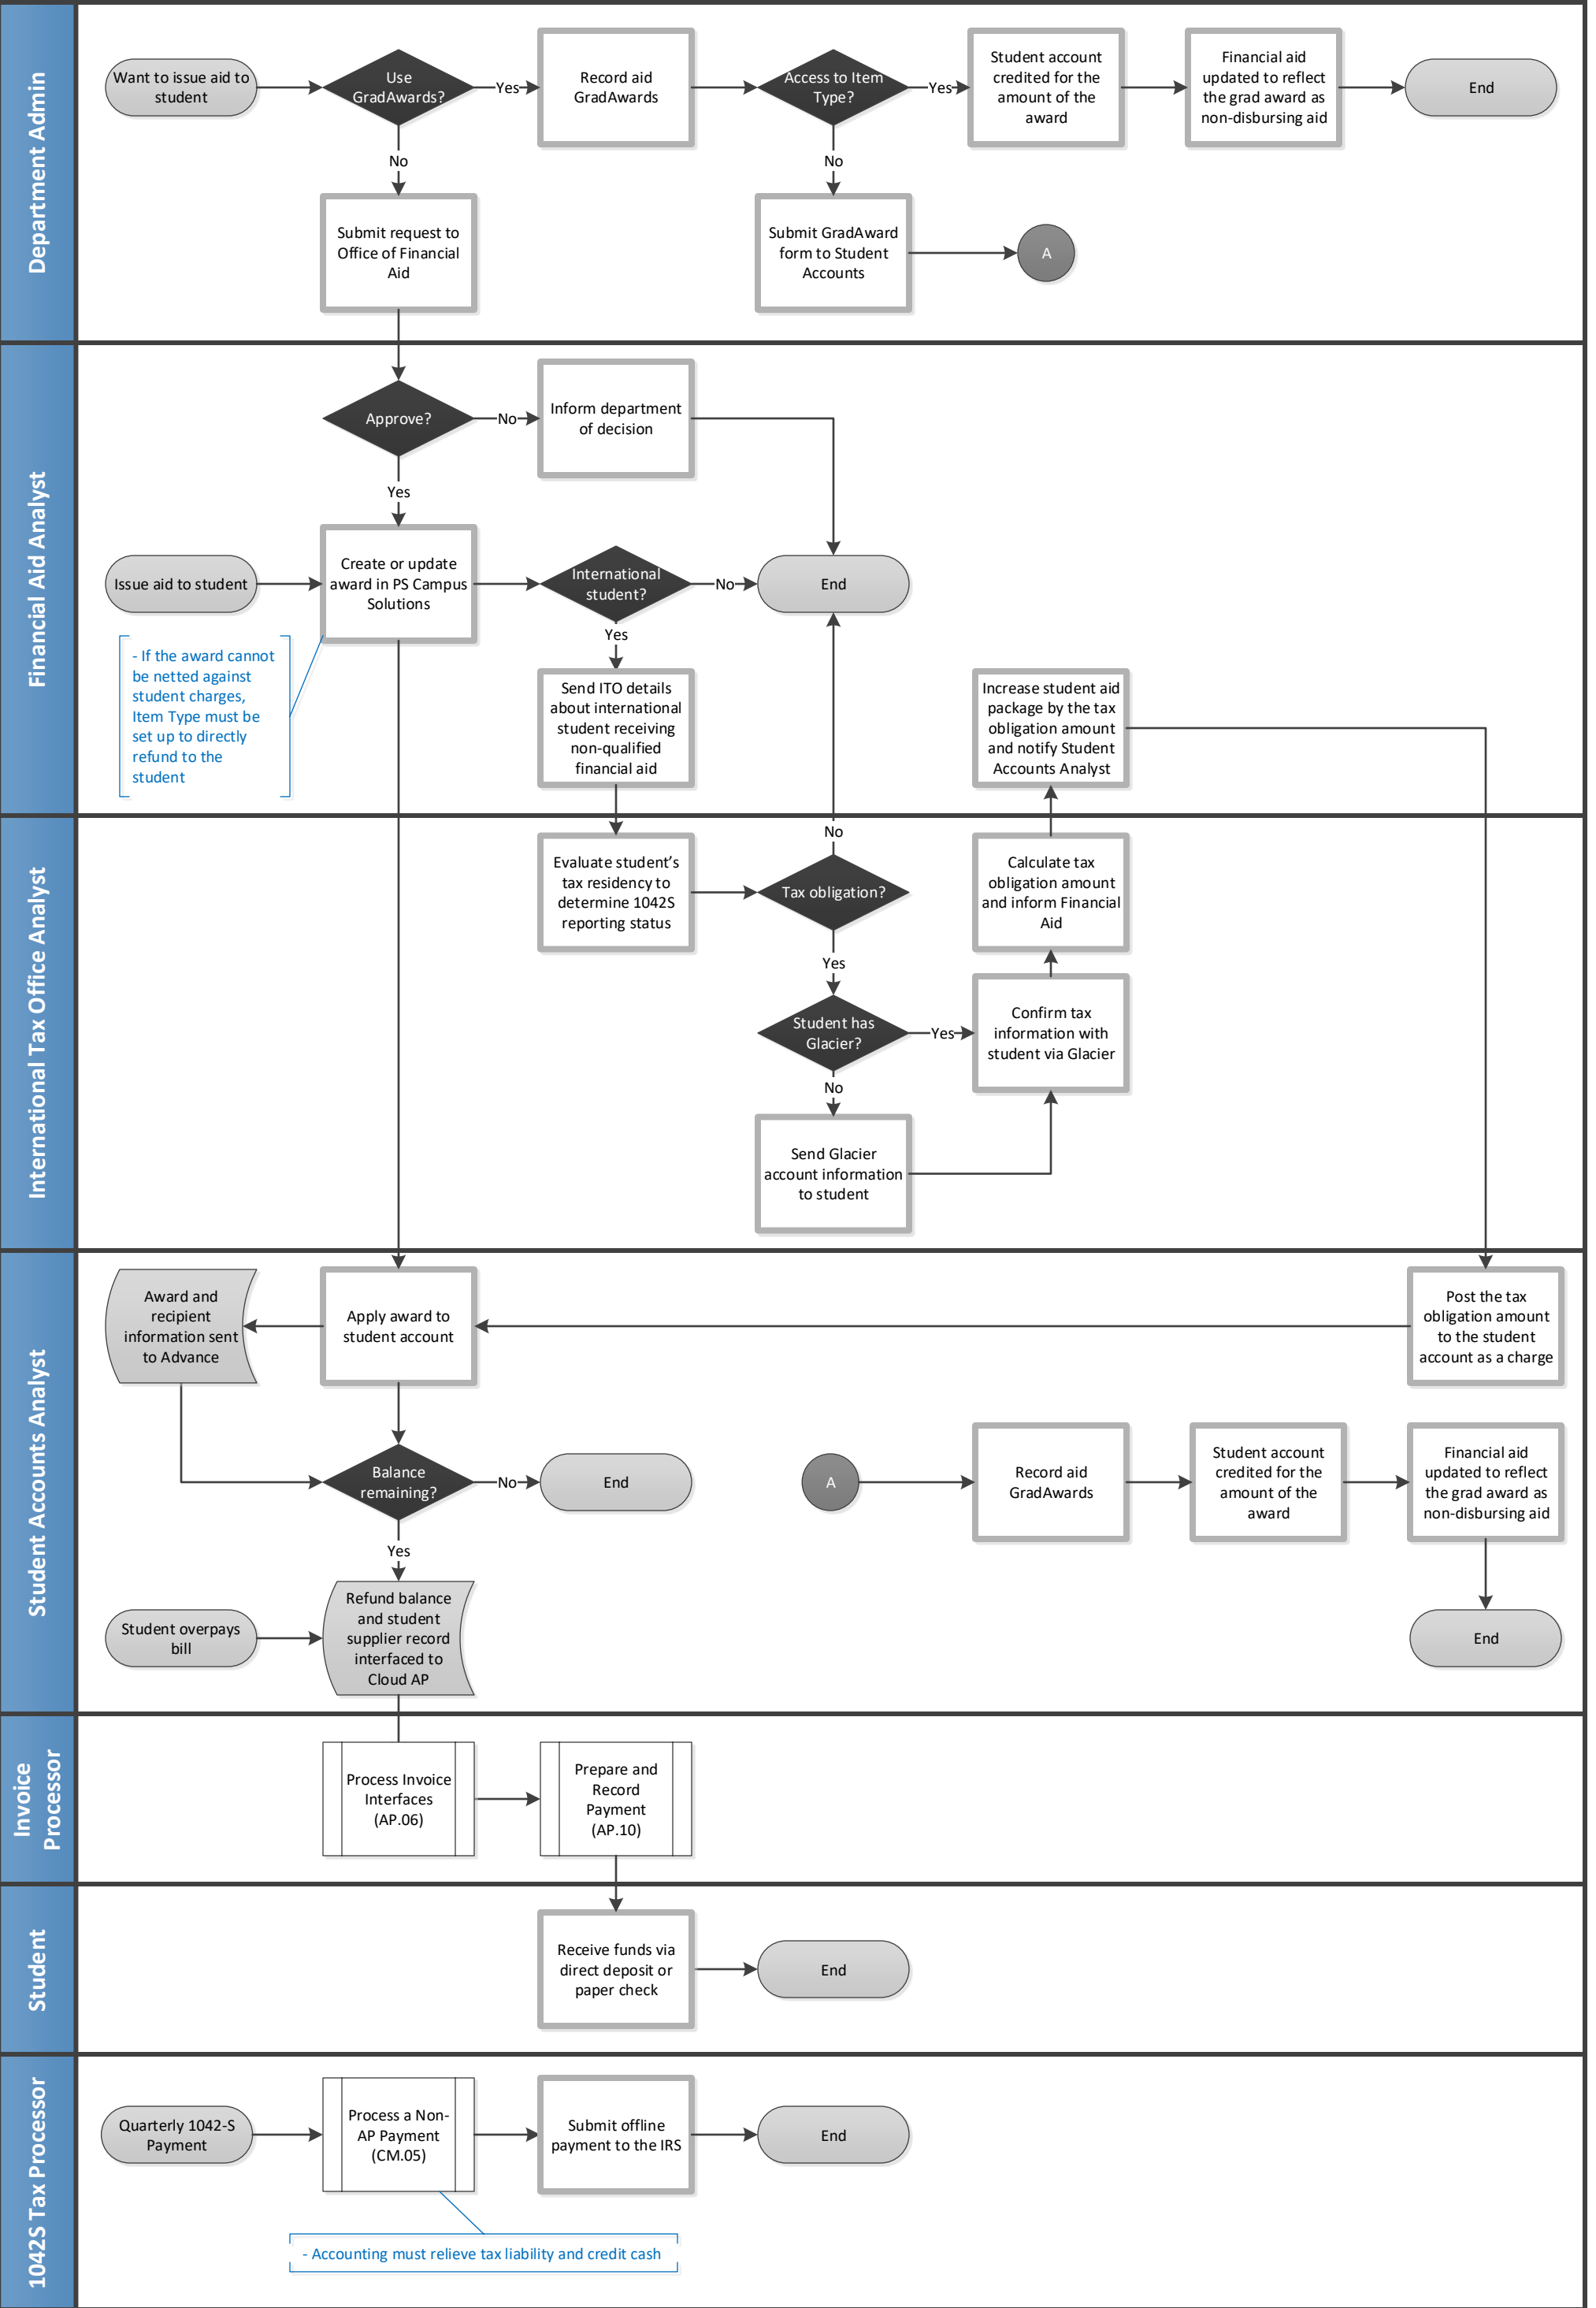 Department Admin
Want to issue aid to
student
Use
GradAwards?
Yes
Record aid
GradAwards
Access to Item
Type?
Yes
Student account
credited for the
amount of the
award
Financial aid
updated to reflect
the grad award as
non-disbursing aid
End
No
No
Submit request to
Office of Financial
Aid
Submit GradAward
form to Student
Accounts
A
Financial Aid Analyst
Approve?
No
Inform department
of decision
Yes
Issue aid to student
Create or update
award in PS Campus
Solutions
International
student?
No
End
Yes
- If the award cannot
be netted against
student charges,
Item Type must be
set up to directly
refund to the
student
Send ITO details
about international
student receiving
non-qualified
financial aid
Increase student aid
package by the tax
obligation amount
and notify Student
Accounts Analyst
International Tax Office Analyst
No
Evaluate student's
tax residency to
determine 1042S
reporting status
Tax obligation?
Calculate tax
obligation amount
and inform Financial
Aid
Yes
Student has
Glacier?
Yes
Confirm tax
information with
student via Glacier
No
Send Glacier
account information
to student
Student Accounts Analyst
Award and
recipient
information sent
to Advance
Apply award to
student account
Post the tax
obligation amount
to the student
account as a charge
Balance
remaining?
No
End
A
Record aid
GradAwards
Student account
credited for the
amount of the
award
Financial aid
updated to reflect
the grad award as
non-disbursing aid
Yes
Student overpays
bill
Refund balance
and student
supplier record
interfaced to
Cloud AP
End
Invoice
Processor
Process Invoice
Interfaces
(AP.06)
Prepare and
Record
Payment
(AP.10)
Student
Receive funds via
direct deposit or
paper check
End
1042S Tax Processor
Quarterly 1042-S
Payment
Process a Non-
AP Payment
(CM.05)
Submit offline
payment to the IRS
End
- Accounting must relieve tax liability and credit cash